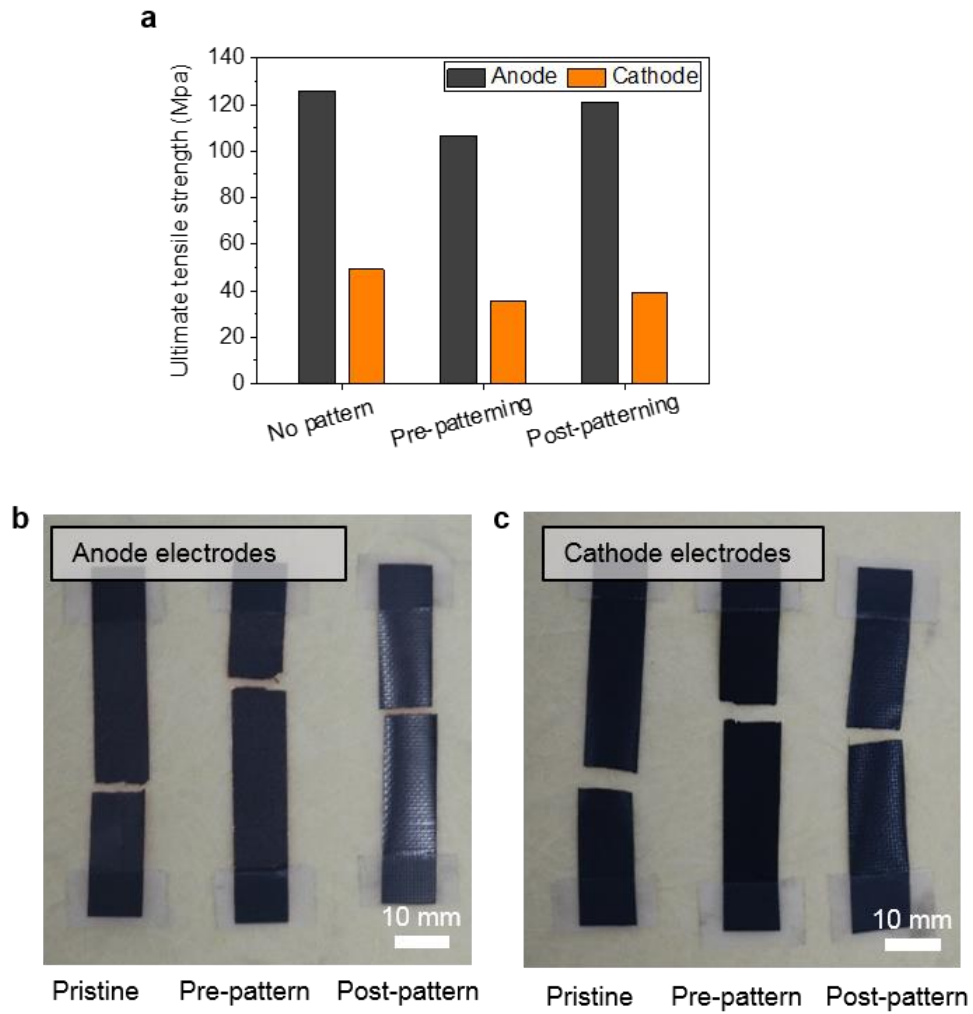 a
140
120
100
80
60
40
20
0
Ultimate tensile strength (Mpa)
Anode Cathode
No pattern
Pre-patterning
Post-patterning
b
Anode electrodes
10 mm
Pristine Pre-pattern Post-pattern
c
Cathode electrodes
10 mm
Pristine Pre-pattern Post-pattern